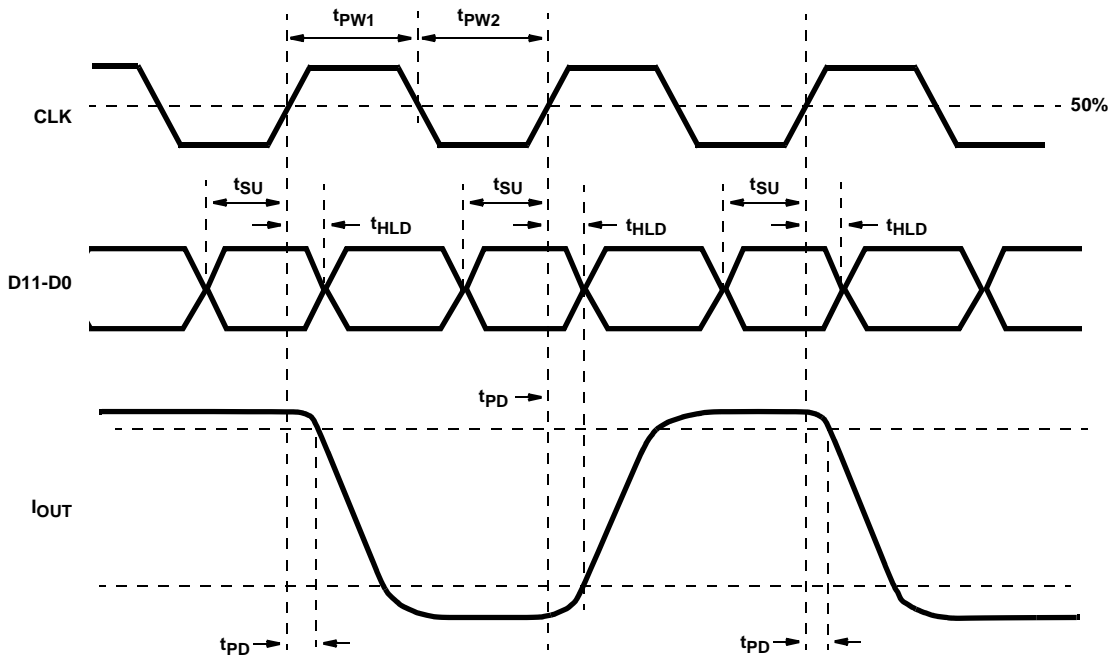 tPW1 tPW2
CLK
50%
tSU tSU tSU
tHLD tHLD tHLD
D11-D0
tPD
IOUT
tPD tPD